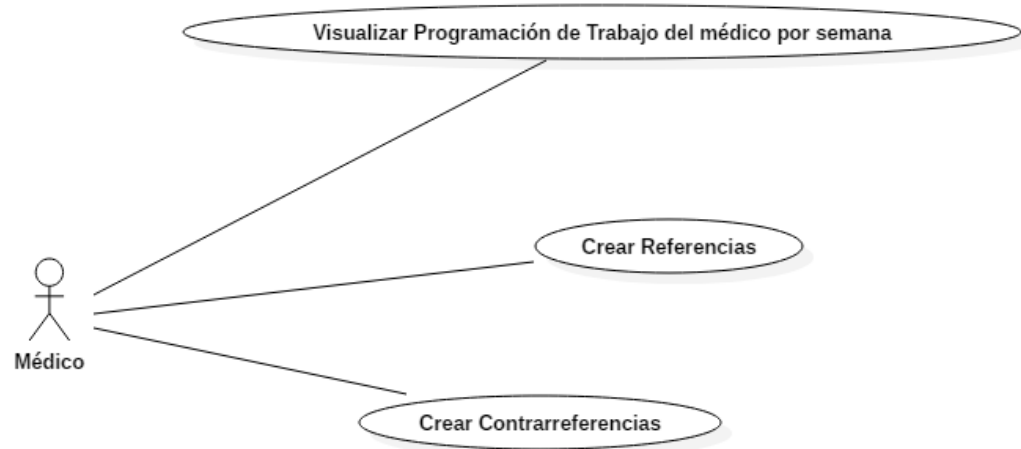 Visualizar Programación de Trabajo del médico por semana
Crear Referencias
Médico
Crear Contrarreferencias